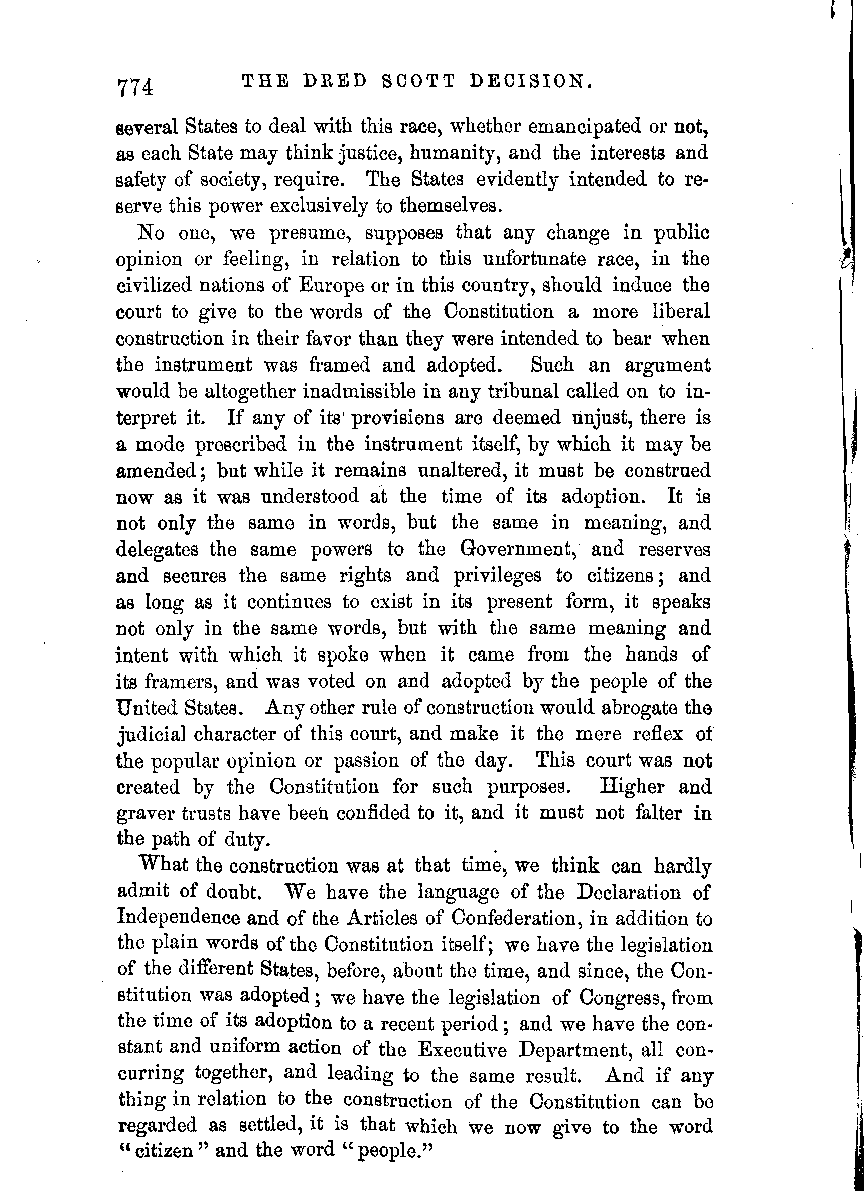 774 THE DRED SCOTT DECISION.
several States to deal with this race, whether emancipated or not,
as each State may think justice, humanity, and the interests and
safety of society, require. The States evidently intended to re-
serve this power exclusively to themselves.
No one, we presume, supposes that any change in public
opinion or feeling, in relation to this unfortunate race, in the
civilized nations of Europe or in this country, should induce the
court to give to the words of the Constitution a more liberal
construction in their favor than they were intended to bear when
the instrument was framed and adopted. Such an argument
would be altogether inadmissible in any tribunal called on to in-
terpret it. If any of its provisions are deemed unjust, there is
a mode prescribed in the instrument itself, by which it may be
amended; but while it remains unaltered, it must be construed
now as it was understood at the time of its adoption. It is
not only the same in words, but the same in meaning, and
delegates the same powers to the Government, and reserves
and secures the same rights and privileges to citizens; and
as long as it continues to exist in its present form, it speaks
not only in the same words, but with the same meaning and
intent with which it spoke when it came from the hands of
its framers, and was voted on and adopted by the people of the
United States. Any other rule of construction would abrogate the
judicial character of this court, and make it the mere reflex of
the popular opinion or passion of the day. This court was not
created by the Constitution for such purposes. Higher and
graver trusts have been confided to it, and it must not falter in
the path of duty.
What the construction was at that time, we think can hardly
admit of doubt. We have the language of the Declaration of
Independence and of the Articles of Confederation, in addition to
the plain words of the Constitution itself; we have the legislation
of the different States, before, about the time, and since, the Con-
stitution was adopted; we have the legislation of Congress, from
the time of its adoption to a recent period; and we have the con-
stant and uniform action of the Executive Department, all con-
curring together, and leading to the same result. And if any
thing in relation to the construction of the Constitution can be
regarded as settled, it is that which we now give to the word
“citizen” and the word “people.”